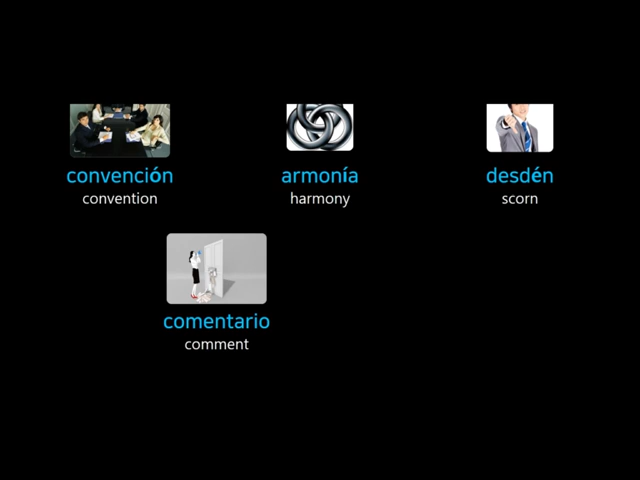 convención armonía desdén
convention harmony scorn
comentario
comment